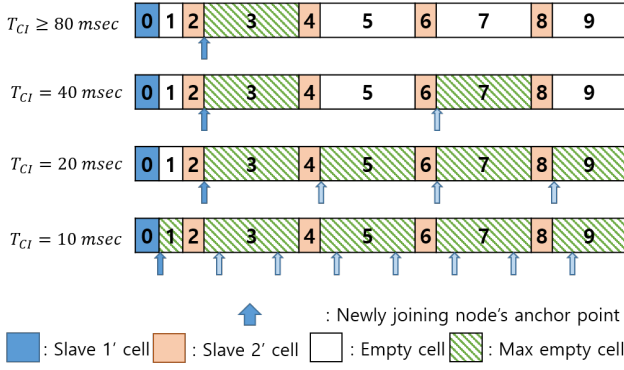 T_CI ≥ 80 msec 0 1 2 3 4 5 6 7 8 9
T_CI = 40 msec 0 1 2 3 4 5 6 7 8 9
T_CI = 20 msec 0 1 2 3 4 5 6 7 8 9
T_CI = 10 msec 0 1 2 3 4 5 6 7 8 9
: Newly joining node's anchor point
: Slave 1' cell : Slave 2' cell : Empty cell : Max empty cell